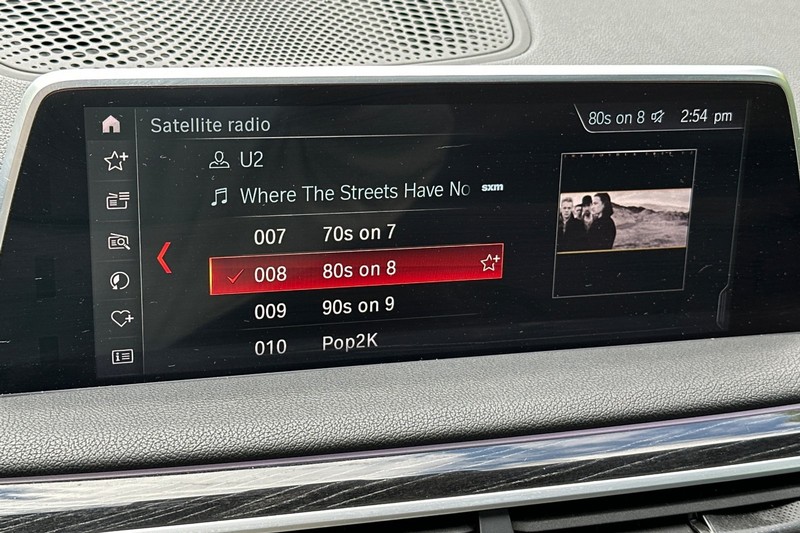 Satellite radio
80s on 8 2:54 pm
U2
Where The Streets Have No sxm
007 70s on 7
008 80s on 8
009 90s on 9
010 Pop2K